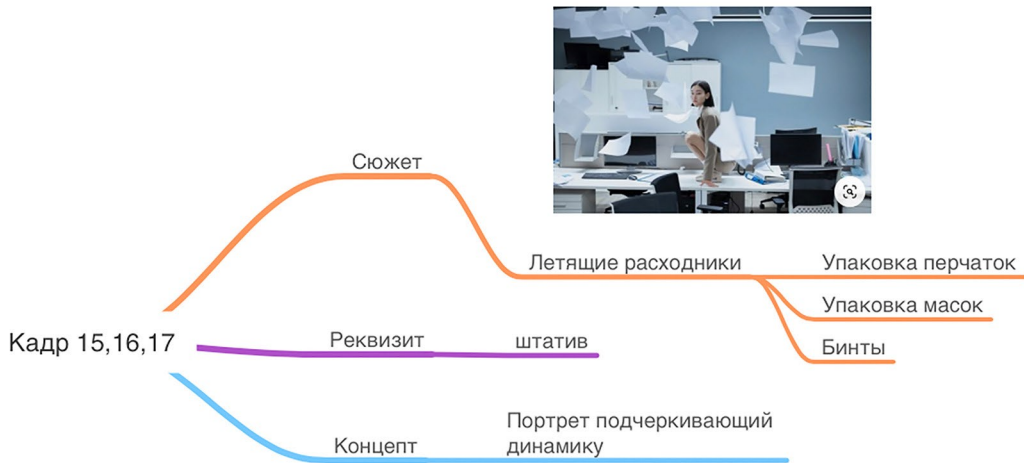 Сюжет
Летящие расходники
Упаковка перчаток
Упаковка масок
Бинты
Кадр 15,16,17
Реквизит
штатив
Концепт
Портрет подчеркивающий
динамику